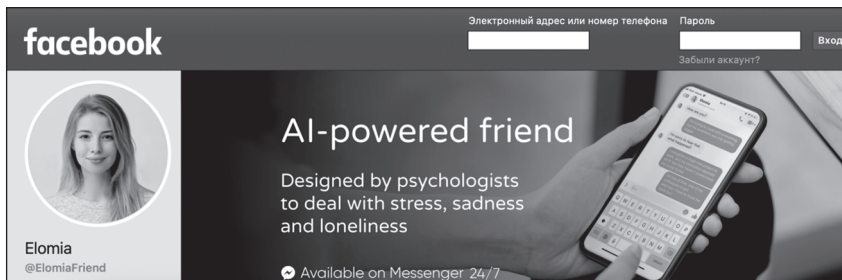 Электронный адрес или номер телефона Пароль
facebook
Вход
Забыли аккаунт?
AI-powered friend
Designed by psychologists
to deal with stress, sadness
and loneliness
Available on Messenger 24/7
Elomia
@ElomiaFriend